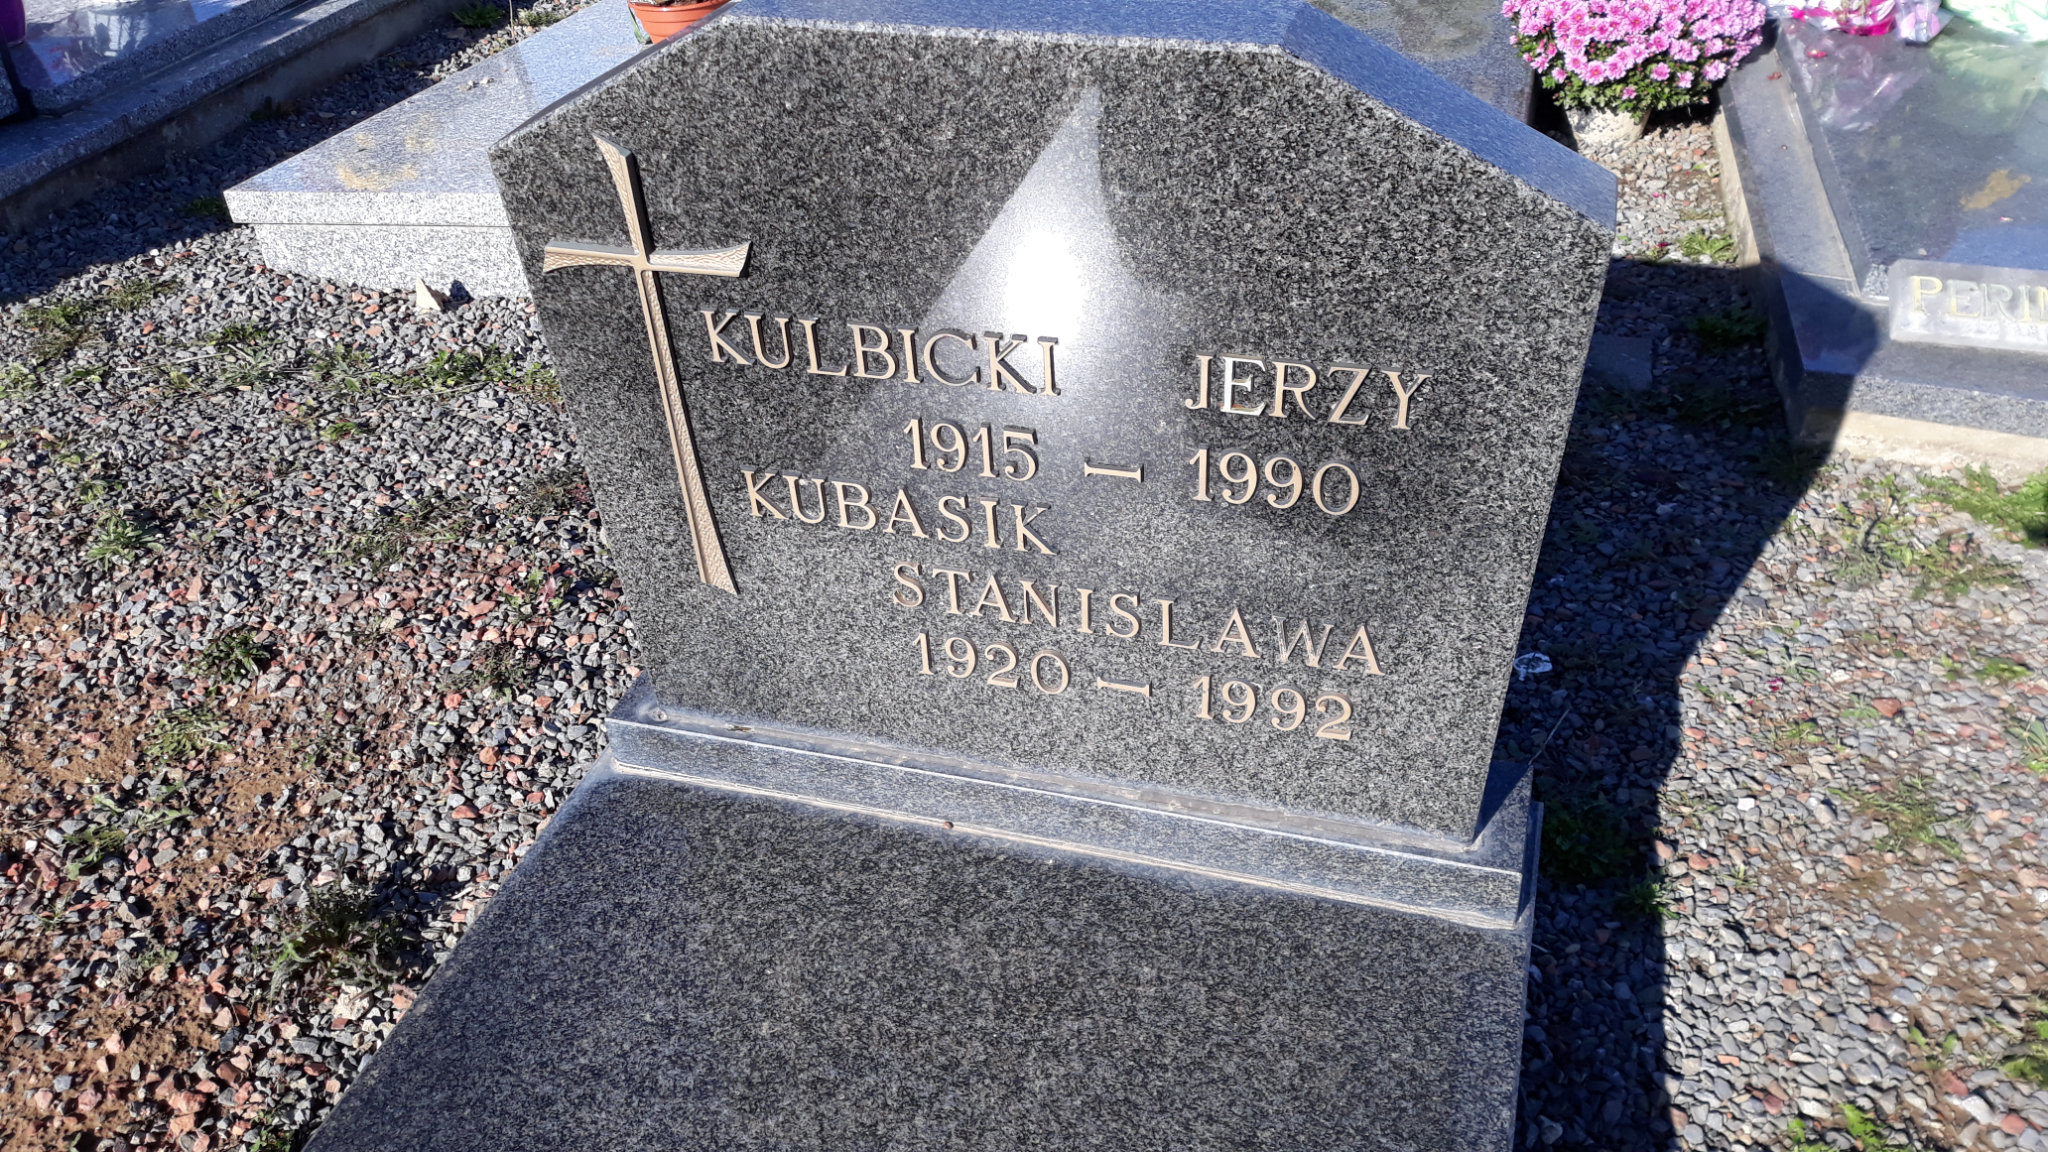 KULBICKI JERZY
1915 – 1990
KUBASIK
STANISLAWA
1920 – 1992